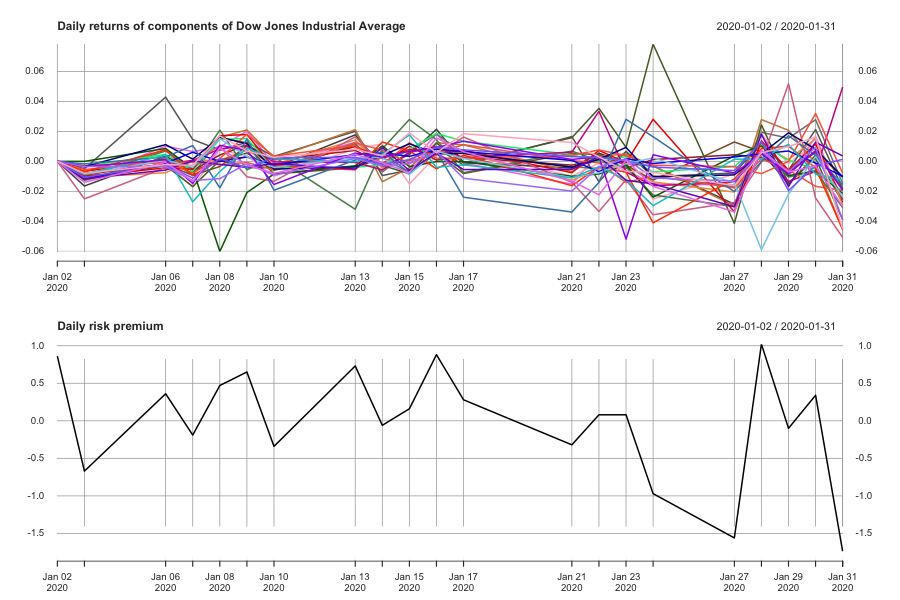 Daily returns of components of Dow Jones Industrial Average 2020-01-02 / 2020-01-31
0.06 0.06
0.04 0.04
0.02 0.02
0.00 0.00
-0.02 -0.02
-0.04 -0.04
-0.06 -0.06
Jan 02 Jan 06 Jan 08 Jan 10 Jan 13 Jan 15 Jan 17 Jan 21 Jan 23 Jan 27 Jan 29 Jan 31
2020 2020 2020 2020 2020 2020 2020 2020 2020 2020 2020 2020
Daily risk premium 2020-01-02 / 2020-01-31
1.0 1.0
0.5 0.5
0.0 0.0
-0.5 -0.5
-1.0 -1.0
-1.5 -1.5
Jan 02 Jan 06 Jan 08 Jan 10 Jan 13 Jan 15 Jan 17 Jan 21 Jan 23 Jan 27 Jan 29 Jan 31
2020 2020 2020 2020 2020 2020 2020 2020 2020 2020 2020 2020